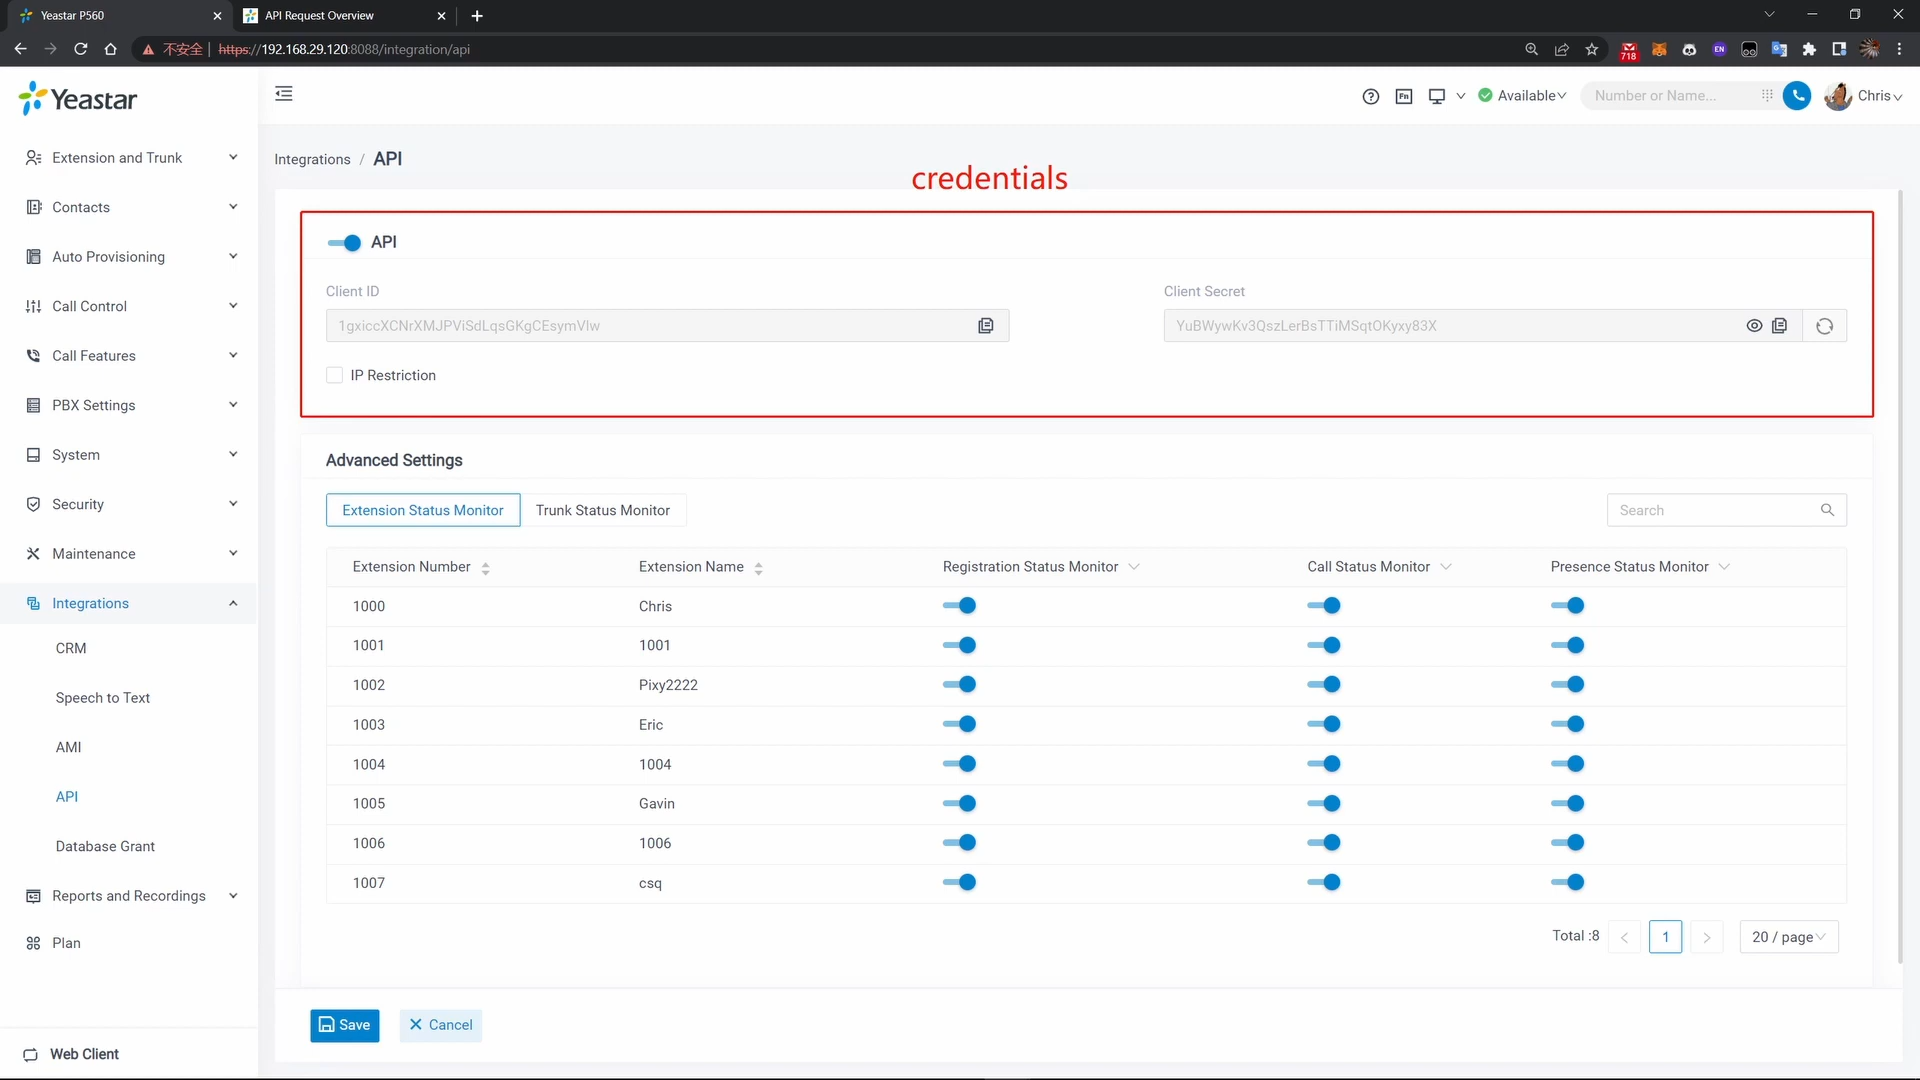 Yeastar P560
API Request Overview
不安全 | https://192.168.29.120:8088/integration/api
718
EN
Yeastar
Fn
Available
Number or Name...
Chris
Extension and Trunk
Contacts
Auto Provisioning
Call Control
Call Features
PBX Settings
System
Security
Maintenance
Integrations
CRM
Speech to Text
AMI
API
Database Grant
Reports and Recordings
Plan
Web Client
Integrations / API
credentials
API
Client ID
Client Secret
1gxiccXCNrXMJPViSdLqsGKgCEsymVlw
YuBWywKv3QszLerBsTTiMSqtOKyxy83X
IP Restriction
Advanced Settings
Extension Status Monitor
Trunk Status Monitor
Search
Extension Number
Extension Name
Registration Status Monitor
Call Status Monitor
Presence Status Monitor
1000 Chris
1001 1001
1002 Pixy2222
1003 Eric
1004 1004
1005 Gavin
1006 1006
1007 csq
Total :8
1
20 / page
Save
Cancel